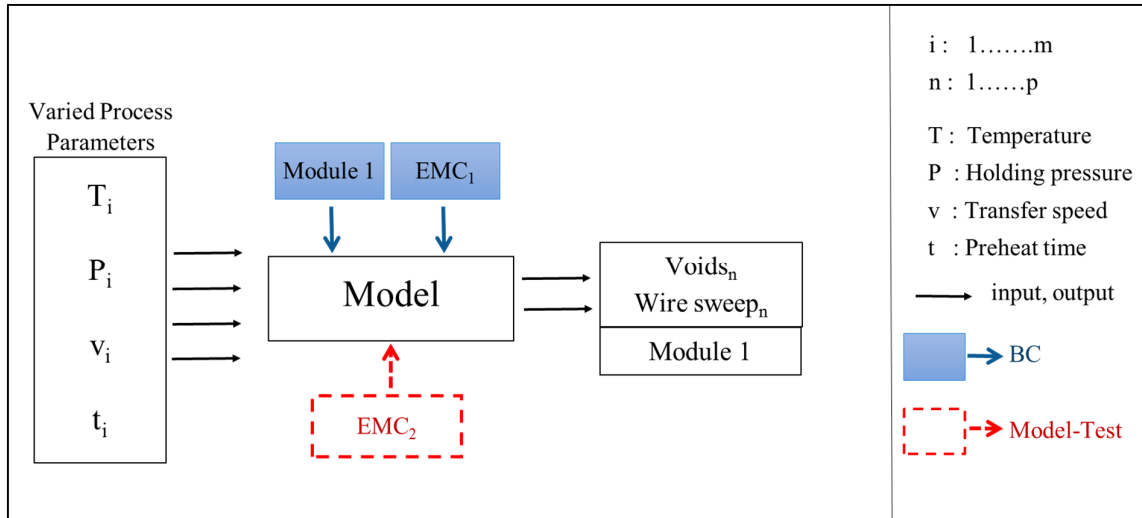 Varied Process
Parameters
Tᵢ
Pᵢ
vᵢ
tᵢ
Module 1
EMC₁
Model
EMC₂
Voidsₙ
Wire sweepₙ
Module 1
i : 1.......m
n : 1......p
T : Temperature
P : Holding pressure
v : Transfer speed
t : Preheat time
input, output
BC
Model-Test